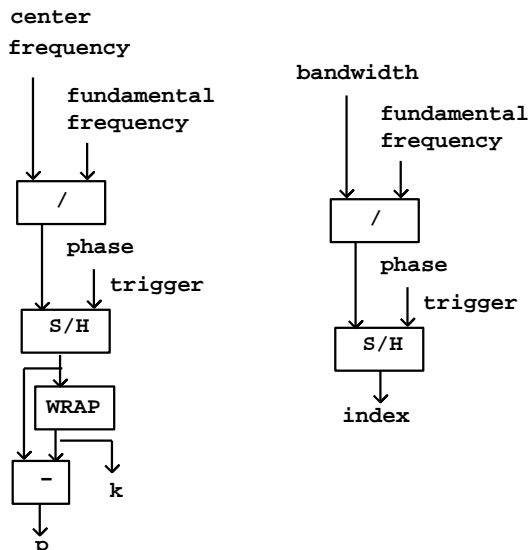 center
frequency
fundamental
frequency
/
phase
trigger
S/H
WRAP
-
k
p
bandwidth
fundamental
frequency
/
phase
trigger
S/H
index